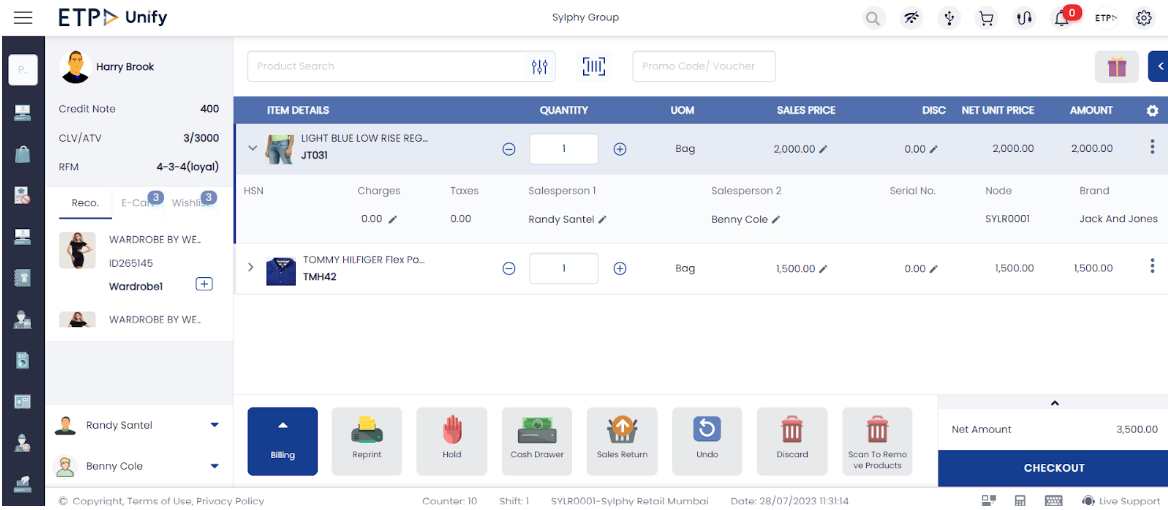 ETP Unify
Sylphy Group
0
ETP
P..
Harry Brook
Credit Note 400
CLV/ATV 3/3000
RFM 4-3-4(loyal)
Reco. E-Cart 3 Wishlist 3
WARDROBE BY WE..
ID265145
Wardrobe1
WARDROBE BY WE..
Randy Santel
Benny Cole
Product Search
Promo Code/ Voucher
ITEM DETAILS QUANTITY UOM SALES PRICE DISC NET UNIT PRICE AMOUNT
LIGHT BLUE LOW RISE REG...
JT031
1 Bag 2,000.00 0.00 2,000.00 2,000.00
HSN Charges Taxes Salesperson 1 Salesperson 2 Serial No. Node Brand
0.00 0.00 Randy Santel Benny Cole SYLR0001 Jack And Jones
TOMMY HILFIGER Flex Po...
TMH42
1 Bag 1,500.00 0.00 1,500.00 1,500.00
Billing
Reprint
Hold
Cash Drawer
Sales Return
Undo
Discard
Scan To Remo
ve Products
Net Amount 3,500.00
CHECKOUT
© Copyright, Terms of Use, Privacy Policy Counter: 10 Shift: 1 SYLR0001-Sylphy Retail Mumbai Date: 28/07/2023 11:31:14 Live Support